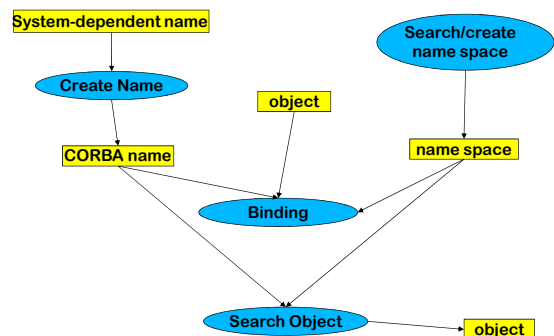 System-dependent name
Search/create
name space
Create Name
object
CORBA name
name space
Binding
Search Object
object